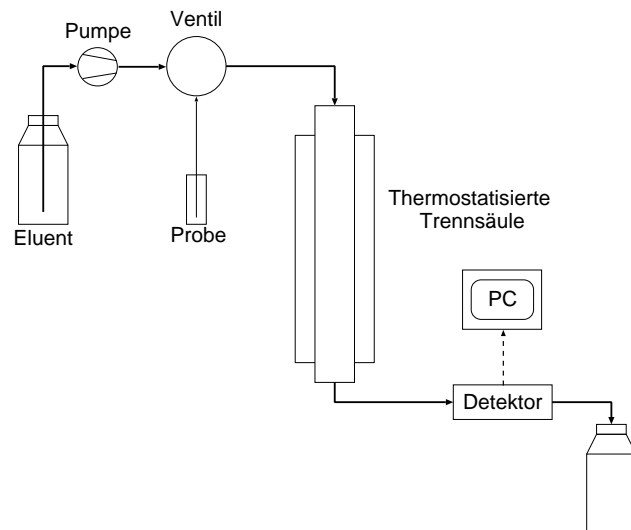 Ventil
Pumpe
Thermostatisierte
Trennsäule
Eluent
Probe
PC
Detektor